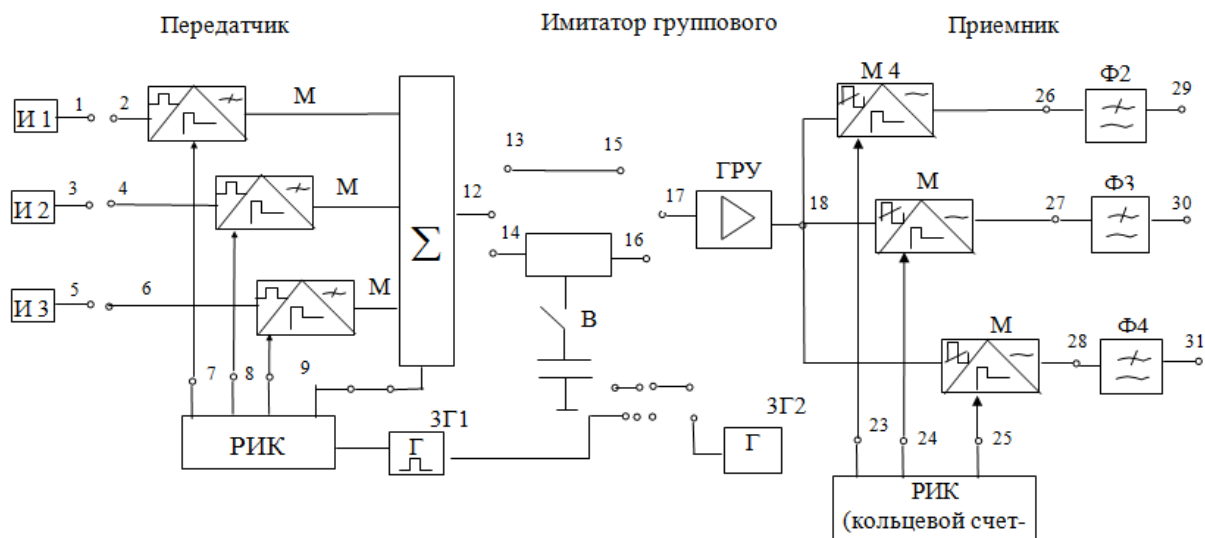 Передатчик
Имитатор группового
Приемник
И 1
1
2
М
И 2
3
4
М
И 3
5
6
М
Σ
12
13
15
14
16
В
17
ГРУ
18
М 4
26
Ф2
29
М
27
Ф3
30
М
28
Ф4
31
7
8
9
РИК
ЗГ1
Г
ЗГ2
Г
23
24
25
РИК
(кольцевой счет-